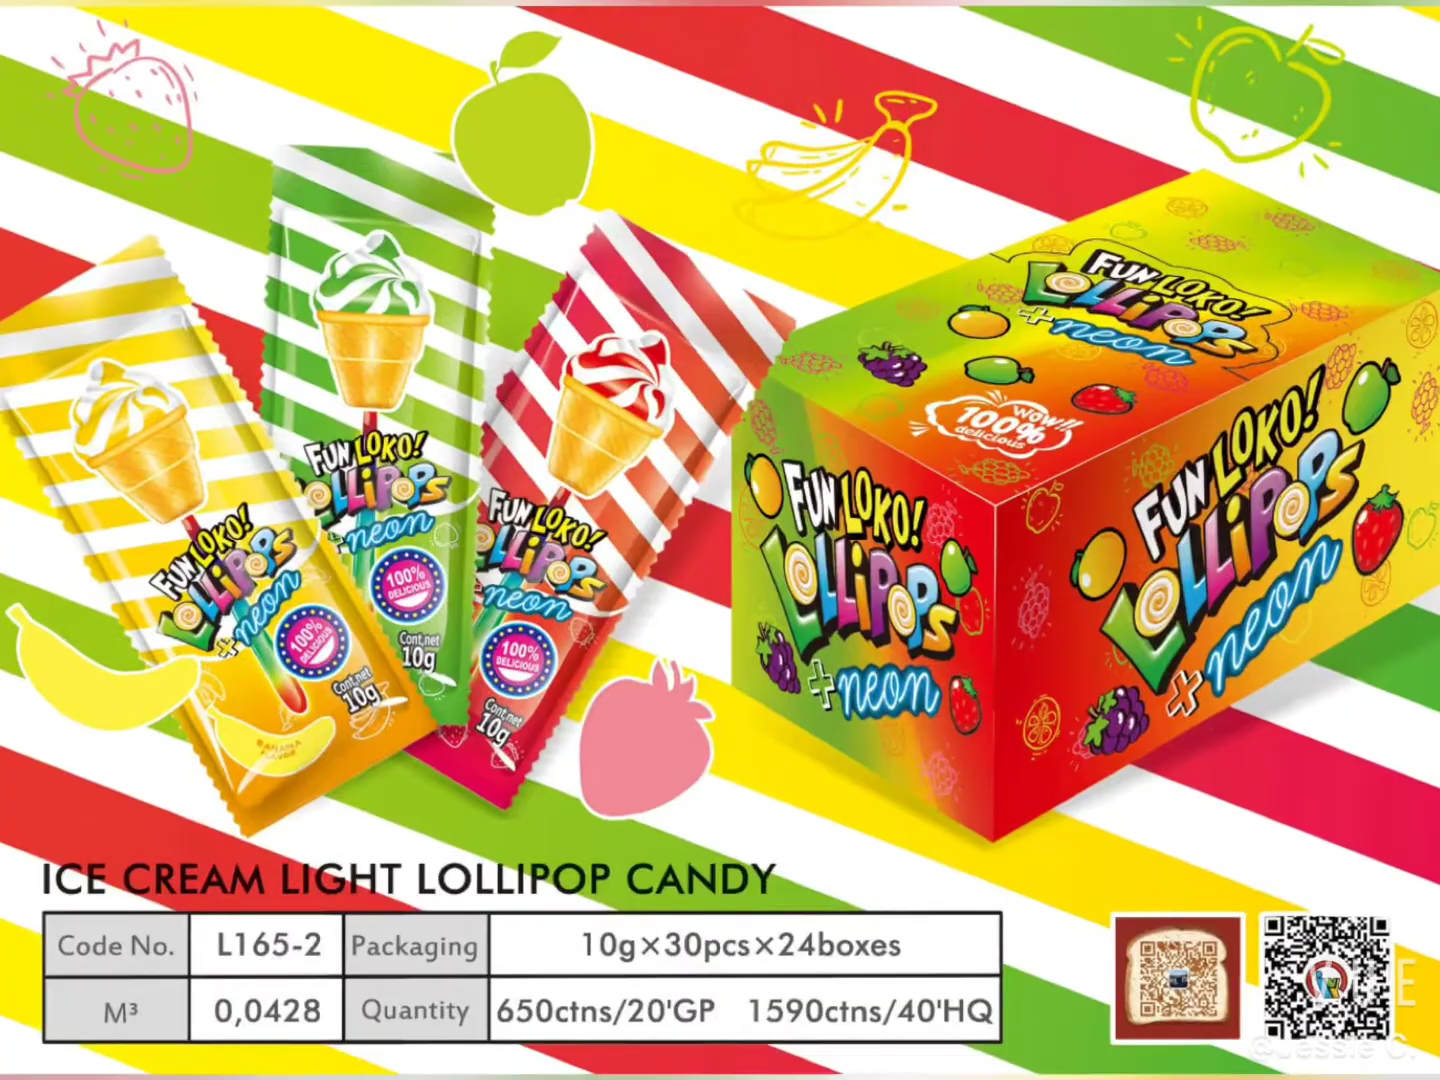 FUN LOKO!
LOLLIPOPS
+neon
100%
DELICIOUS
Cont,net
10g
BANANA
FLAVOR
FUN LOKO!
LOLLIPOPS
+neon
100%
DELICIOUS
Cont,net
10g
FUN LOKO!
LOLLIPOPS
neon
100%
DELICIOUS
Cont,net
10g
FUN LOKO!
LOLLIPOPS
+neon
WOW!!
100%
delicious
FUN LOKO!
LOLLIPOPS
+neon
FUN LOKO!
LOLLIPOPS
+neon
ICE CREAM LIGHT LOLLIPOP CANDY
Code No. L165-2 Packaging 10g×30pcs×24boxes
M³ 0,0428 Quantity 650ctns/20'GP 1590ctns/40'HQ
@Jessie C.